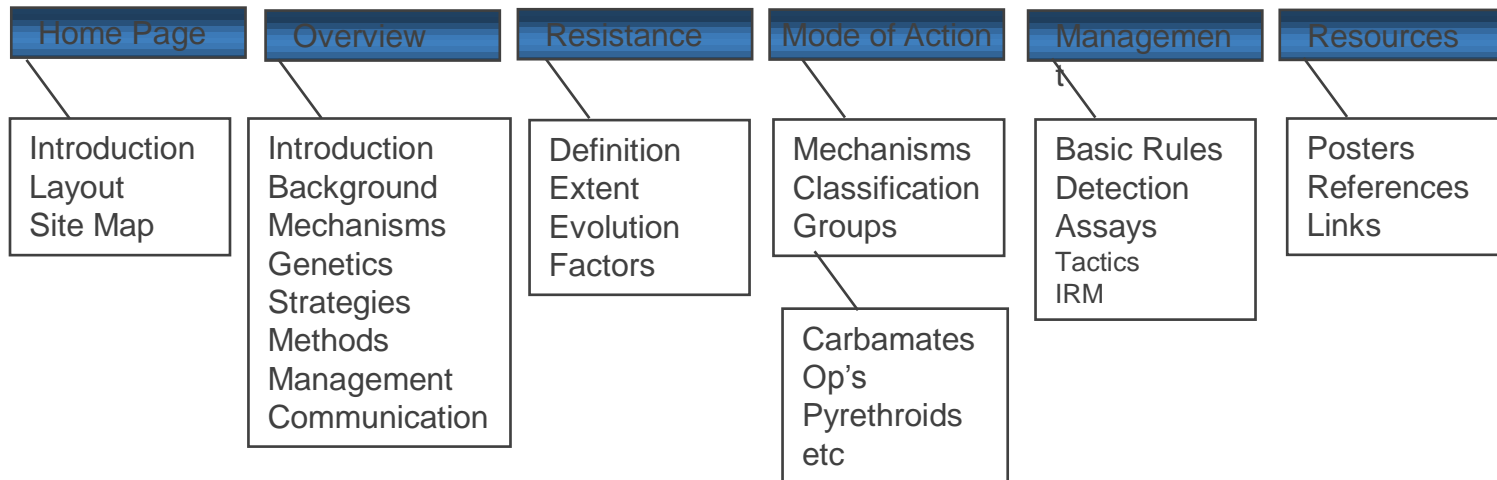 Home Page
Overview
Resistance
Mode of Action
Managemen
t
Resources
Introduction
Layout
Site Map
Introduction
Background
Mechanisms
Genetics
Strategies
Methods
Management
Communication
Definition
Extent
Evolution
Factors
Mechanisms
Classification
Groups
Carbamates
Op’s
Pyrethroids
etc
Basic Rules
Detection
Assays
Tactics
IRM
Posters
References
Links